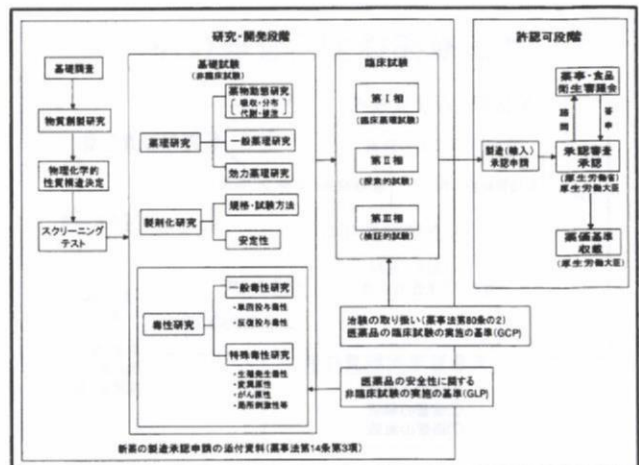 研究・開発段階
許認可段階
基礎調査
物質創製研究
物理化学的
性質構造決定
スクリーニング
テスト
基礎試験
(非臨床試験)
薬理研究
薬物動態研究
吸収・分布
代謝・排泄
一般薬理研究
効力薬理研究
製剤化研究
規格・試験方法
安定性
毒性研究
一般毒性研究
・単回投与毒性
・反復投与毒性
特殊毒性研究
・生殖発生毒性
・変異原性
・がん原性
・局所刺激性等
臨床試験
第Ⅰ相
(臨床薬理試験)
第Ⅱ相
(探索的試験)
第Ⅲ相
(検証的試験)
製造(輸入)
承認申請
薬事・食品
衛生審議会
諮問
答申
承認審査
承認
(厚生労働省)
厚生労働大臣
薬価基準
収載
(厚生労働大臣)
治験の取り扱い(薬事法第80条の2)
医薬品の臨床試験の実施の基準(GCP)
医薬品の安全性に関する
非臨床試験の実施の基準(GLP)
新薬の製造承認申請の添付資料(薬事法第14条第3項)